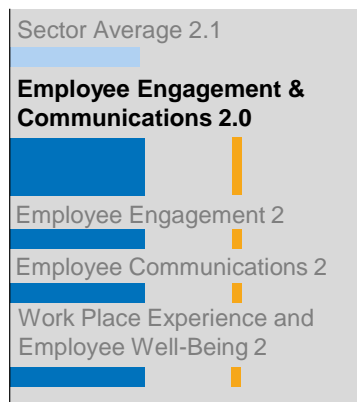 Sector Average 2.1
Employee Engagement &
Communications 2.0
Employee Engagement 2
Employee Communications 2
Work Place Experience and
Employee Well-Being 2